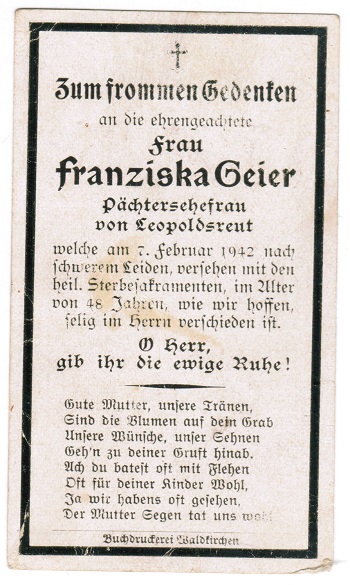 Zum frommen Gedenken
an die ehrengeachtete
Frau
Franziska Geier
Pächtersehefrau
von Leopoldsreut
welche am 7. Februar 1942 nach
schwerem Leiden, versehen mit den
heil. Sterbesakramenten, im Alter
von 48 Jahren, wie wir hoffen,
selig im Herrn verschieden ist.
O Herr,
gib ihr die ewige Ruhe!
Gute Mutter, unsere Tränen,
Sind die Blumen auf dein Grab
Unsere Wünsche, unser Sehnen
Geh'n zu deiner Gruft hinab.
Ach du batest oft mit Flehen
Oft für deiner Kinder Wohl,
Ja wir habens oft gesehen,
Der Mutter Segen tat uns
Buchdruckerei Waldkirchen